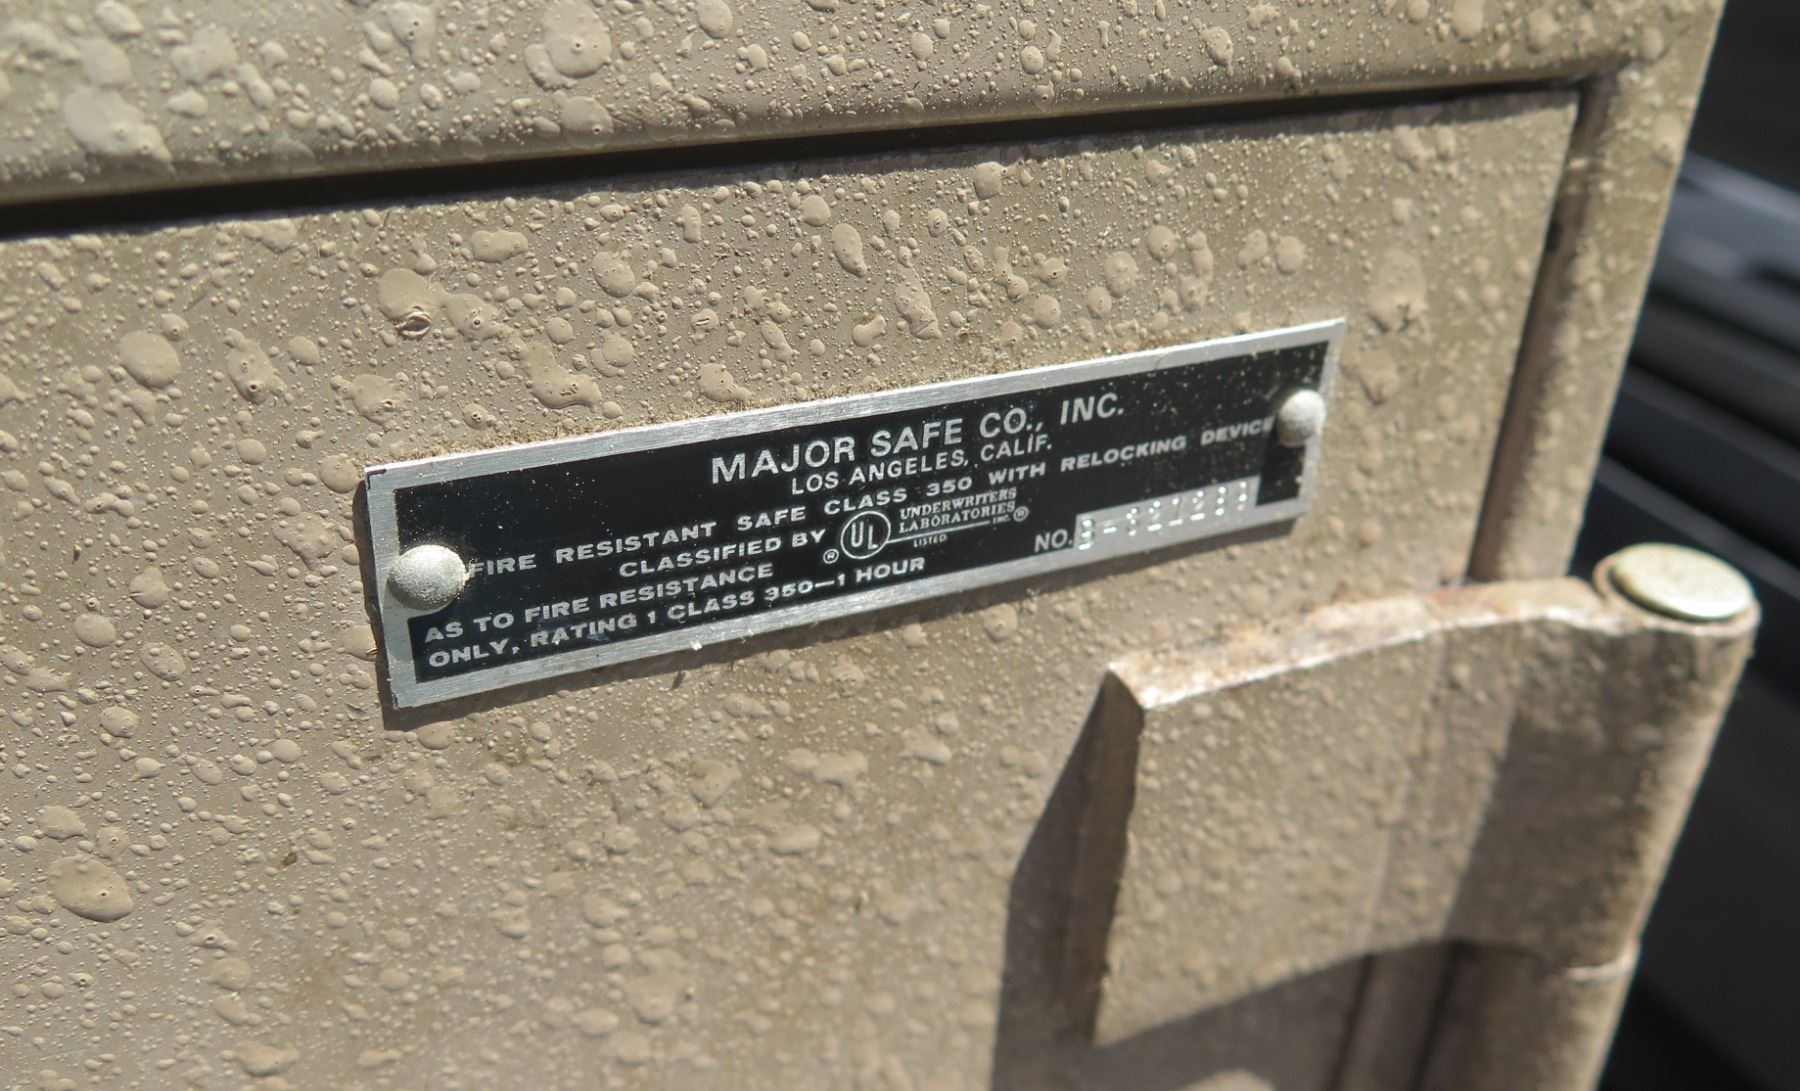 MAJOR SAFE CO., INC.
LOS ANGELES, CALIF.
FIRE RESISTANT SAFE CLASS 350 WITH RELOCKING DEVICE
CLASSIFIED BY ® UL LISTED UNDERWRITERS LABORATORIES INC.®
AS TO FIRE RESISTANCE
ONLY, RATING 1 CLASS 350—1 HOUR
NO.